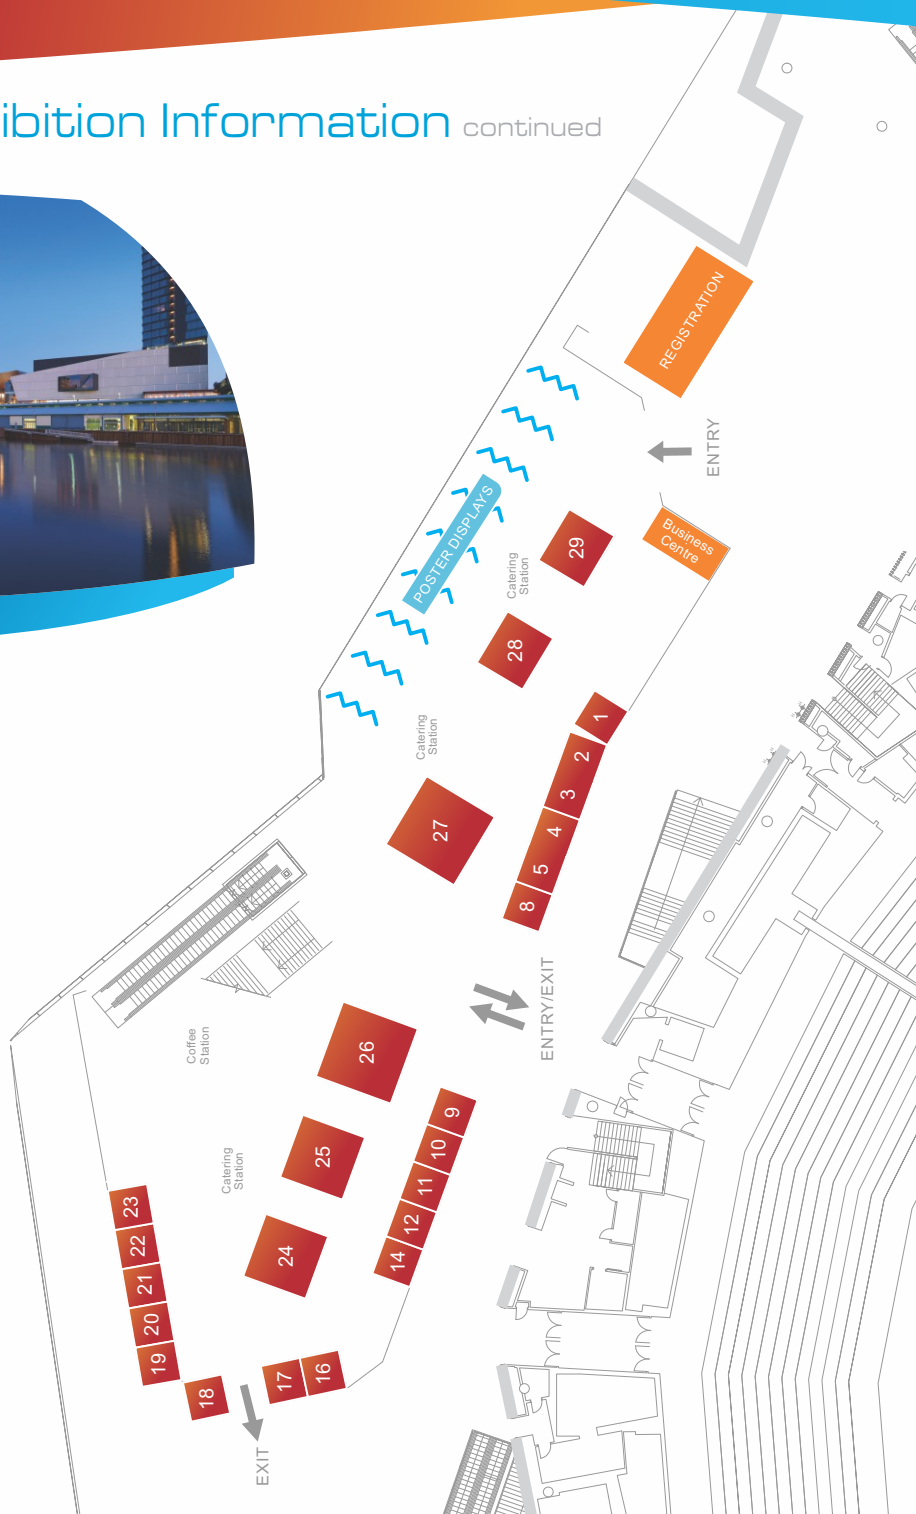 ibition Information continued
REGISTRATION
ENTRY
POSTER DISPLAYS
Business
Centre
29
Catering
Station
28
1
Catering
Station
2
3
27
4
5
8
ENTRY/EXIT
Coffee
Station
26
9
10
25
Catering
Station
11
23
12
22
24
14
21
20
19
17
16
18
EXIT